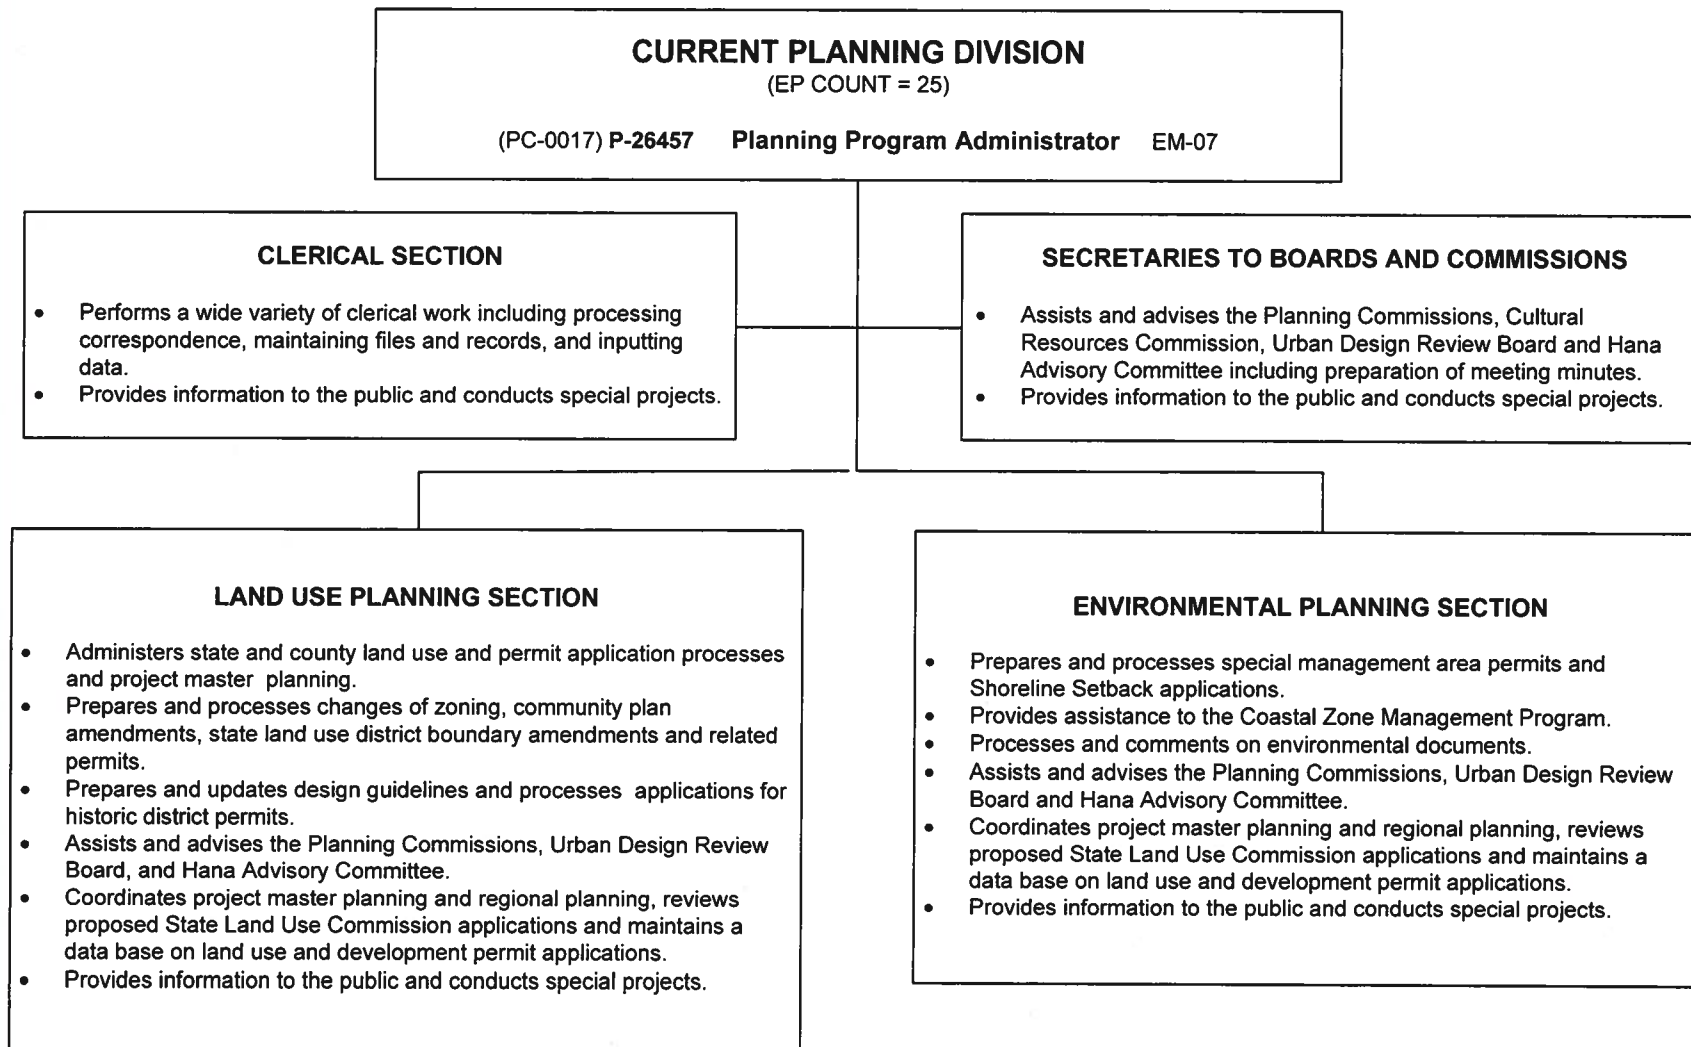 CURRENT PLANNING DIVISION
(EP COUNT = 25)
(PC-0017) P-26457 Planning Program Administrator EM-07
CLERICAL SECTION
• Performs a wide variety of clerical work including processing
correspondence, maintaining files and records, and inputting
data.
• Provides information to the public and conducts special projects.
SECRETARIES TO BOARDS AND COMMISSIONS
• Assists and advises the Planning Commissions, Cultural
Resources Commission, Urban Design Review Board and Hana
Advisory Committee including preparation of meeting minutes.
• Provides information to the public and conducts special projects.
LAND USE PLANNING SECTION
• Administers state and county land use and permit application processes
and project master planning.
• Prepares and processes changes of zoning, community plan
amendments, state land use district boundary amendments and related
permits.
• Prepares and updates design guidelines and processes applications for
historic district permits.
• Assists and advises the Planning Commissions, Urban Design Review
Board, and Hana Advisory Committee.
• Coordinates project master planning and regional planning, reviews
proposed State Land Use Commission applications and maintains a
data base on land use and development permit applications.
• Provides information to the public and conducts special projects.
ENVIRONMENTAL PLANNING SECTION
• Prepares and processes special management area permits and
Shoreline Setback applications.
• Provides assistance to the Coastal Zone Management Program.
• Processes and comments on environmental documents.
• Assists and advises the Planning Commissions, Urban Design Review
Board and Hana Advisory Committee.
• Coordinates project master planning and regional planning, reviews
proposed State Land Use Commission applications and maintains a
data base on land use and development permit applications.
• Provides information to the public and conducts special projects.